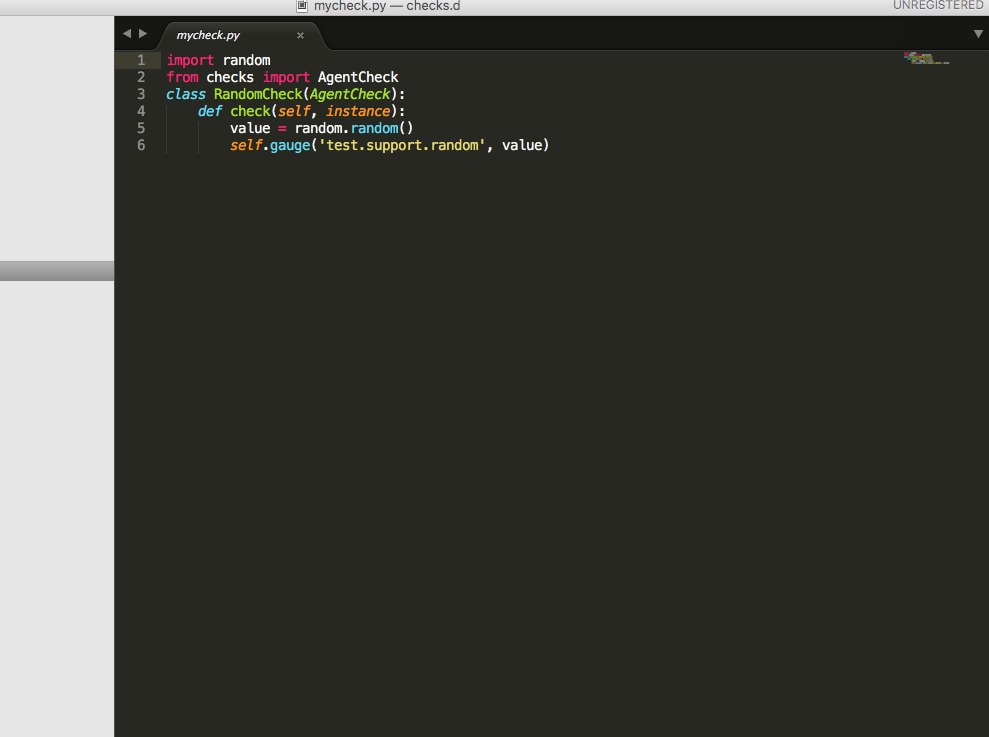 mycheck.py — checks.d
UNREGISTERED
mycheck.py ×
1 import random
2 from checks import AgentCheck
3 class RandomCheck(AgentCheck):
4     def check(self, instance):
5         value = random.random()
6         self.gauge('test.support.random', value)